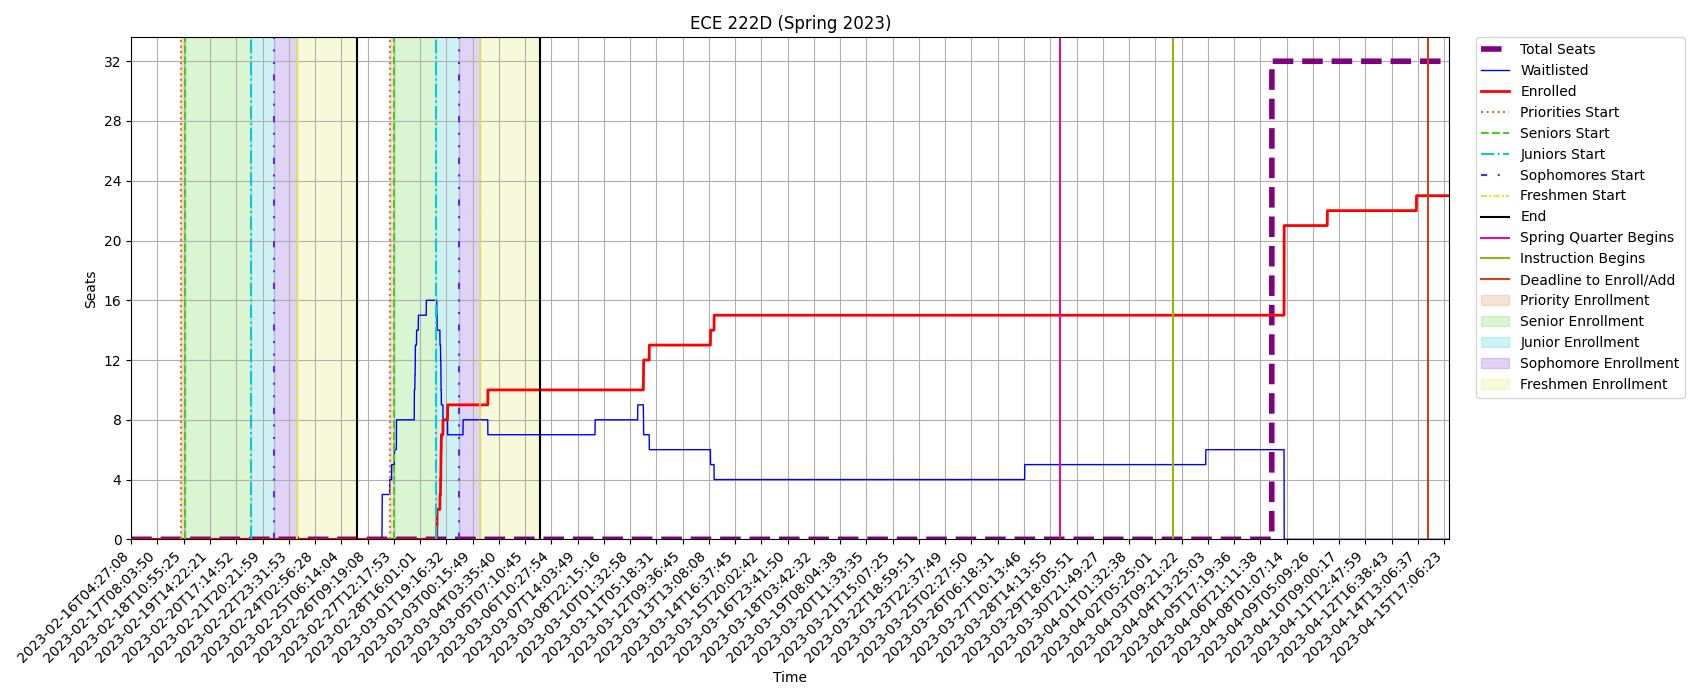 ECE 222D (Spring 2023)
Seats
32
28
24
20
16
12
8
4
0
2023-02-16T04:27:08
2023-02-17T08:03:50
2023-02-18T10:55:25
2023-02-19T14:22:21
2023-02-20T17:14:52
2023-02-21T20:21:59
2023-02-22T23:31:53
2023-02-24T02:56:28
2023-02-25T06:14:04
2023-02-26T09:19:08
2023-02-27T12:17:53
2023-02-28T16:01:01
2023-03-01T19:16:32
2023-03-03T00:15:49
2023-03-04T03:35:40
2023-03-05T07:10:45
2023-03-06T10:27:54
2023-03-07T14:03:49
2023-03-08T22:15:16
2023-03-10T01:32:58
2023-03-11T05:18:31
2023-03-12T09:36:45
2023-03-13T13:08:08
2023-03-14T16:37:45
2023-03-15T20:02:42
2023-03-16T23:41:50
2023-03-18T03:42:32
2023-03-19T08:04:38
2023-03-20T11:33:35
2023-03-21T15:07:25
2023-03-22T18:59:51
2023-03-23T22:37:49
2023-03-25T02:27:50
2023-03-26T06:18:31
2023-03-27T10:13:46
2023-03-28T14:13:55
2023-03-29T18:05:51
2023-03-30T21:49:27
2023-04-01T01:32:38
2023-04-02T05:25:01
2023-04-03T09:21:22
2023-04-04T13:25:03
2023-04-05T17:19:36
2023-04-06T21:11:38
2023-04-08T01:07:14
2023-04-09T05:09:26
2023-04-10T09:00:17
2023-04-11T12:47:59
2023-04-12T16:38:43
2023-04-14T13:06:37
2023-04-15T17:06:23
Time
Total Seats
Waitlisted
Enrolled
Priorities Start
Seniors Start
Juniors Start
Sophomores Start
Freshmen Start
End
Spring Quarter Begins
Instruction Begins
Deadline to Enroll/Add
Priority Enrollment
Senior Enrollment
Junior Enrollment
Sophomore Enrollment
Freshmen Enrollment